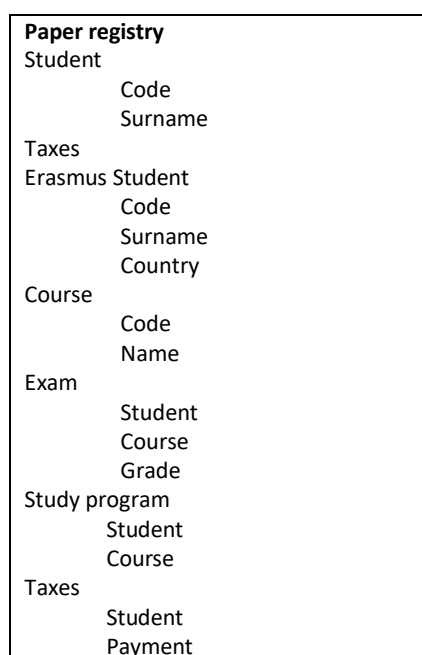 Paper registry
Student
Code
Surname
Taxes
Erasmus Student
Code
Surname
Country
Course
Code
Name
Exam
Student
Course
Grade
Study program
Student
Course
Taxes
Student
Payment